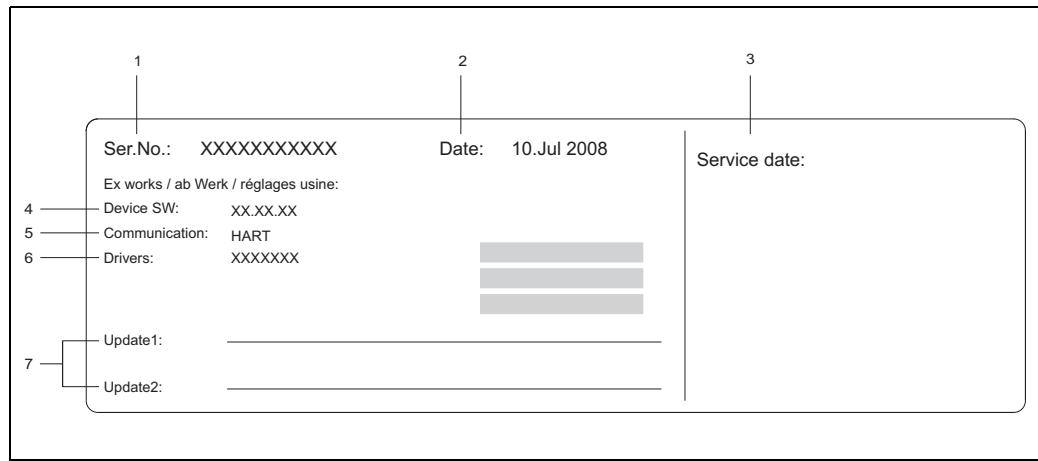 1 2 3
Ser.No.: XXXXXXXXXXX Date: 10.Jul 2008
Service date:
Ex works / ab Werk / réglages usine:
4 Device SW: XX.XX.XX
5 Communication: HART
6 Drivers: XXXXXXX
Update1:
7
Update2: